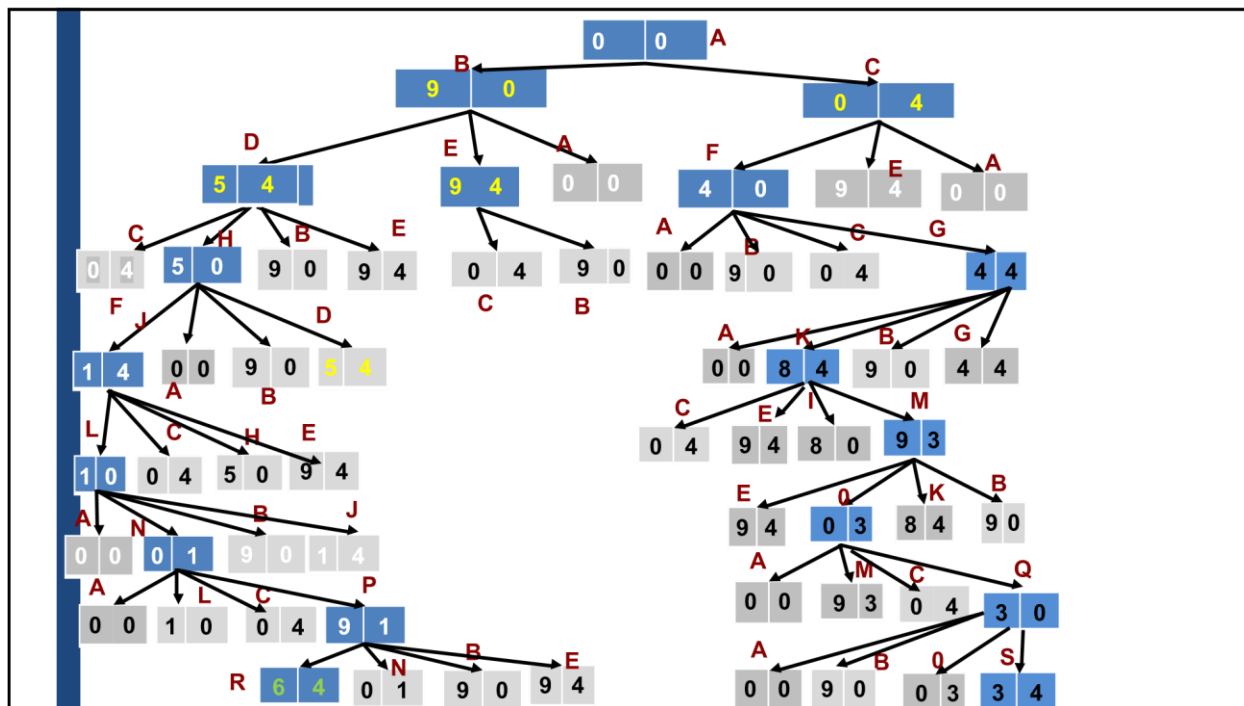 0 0 A
B C
9 0 0 4
D E A F E A
5 4 9 4 0 0 4 0 9 4 0 0
C H B E A B C G
0 4 5 0 9 0 9 4 0 4 9 0 0 0 9 0 0 4 4 4
F J D C B
A K B G
1 4 0 0 9 0 5 4 0 0 8 4 9 0 4 4
A B
L C H E C E I M
1 0 0 4 5 0 9 4 0 4 9 4 8 0 9 3
A N B J E 0 K B
0 0 0 1 9 0 1 4 9 4 0 3 8 4 9 0
A L C P A M C Q
0 0 1 0 0 4 9 1 0 0 9 3 0 4 3 0
N B E A B 0 S
R 6 4 0 1 9 0 9 4 0 0 9 0 0 3 3 4